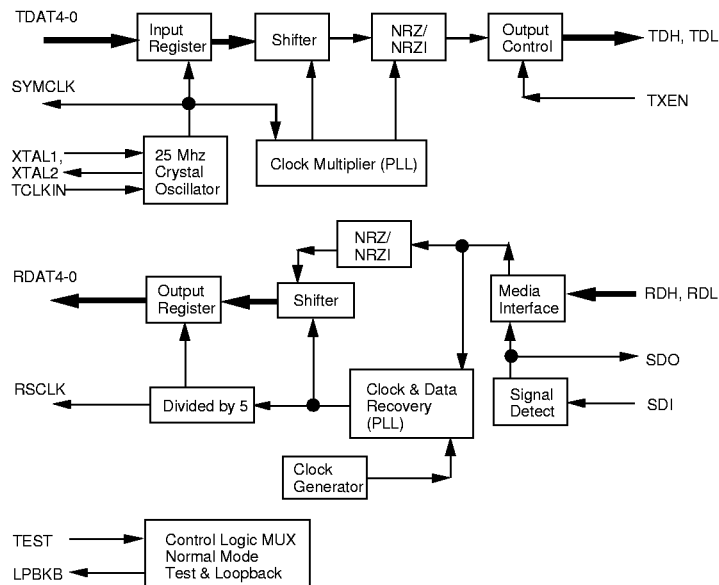 TDAT4-0
Input
Register
Shifter
NRZ/
NRZI
Output
Control
TDH, TDL
SYMCLK
TXEN
XTAL1,
XTAL2
TCLKIN
25 Mhz
Crystal
Oscillator
Clock Multiplier (PLL)
NRZ/
NRZI
RDAT4-0
Output
Register
Shifter
Media
Interface
RDH, RDL
SDO
RSCLK
Divided by 5
Clock & Data
Recovery
(PLL)
Signal
Detect
SDI
Clock
Generator
TEST
LPBKB
Control Logic MUX
Normal Mode
Test & Loopback